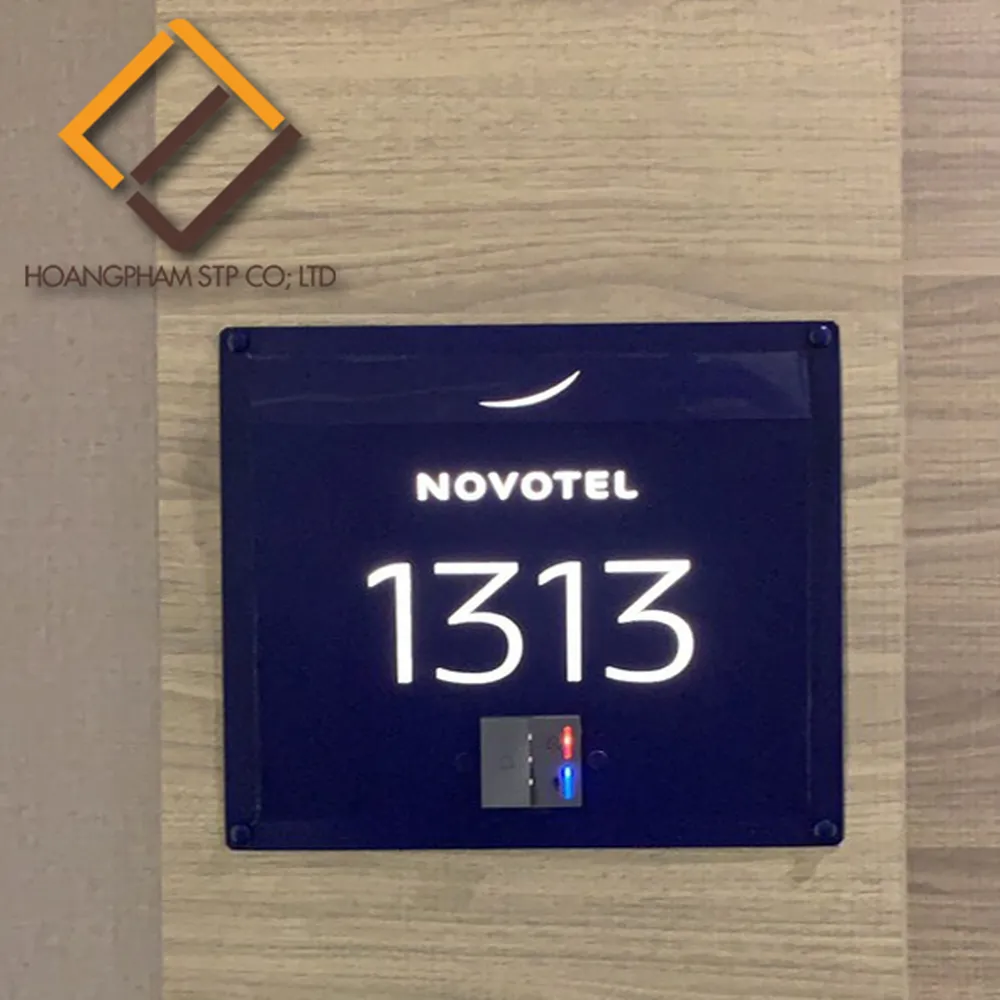 HOANGPHAM STP CO; LTD
NOVOTEL
1313